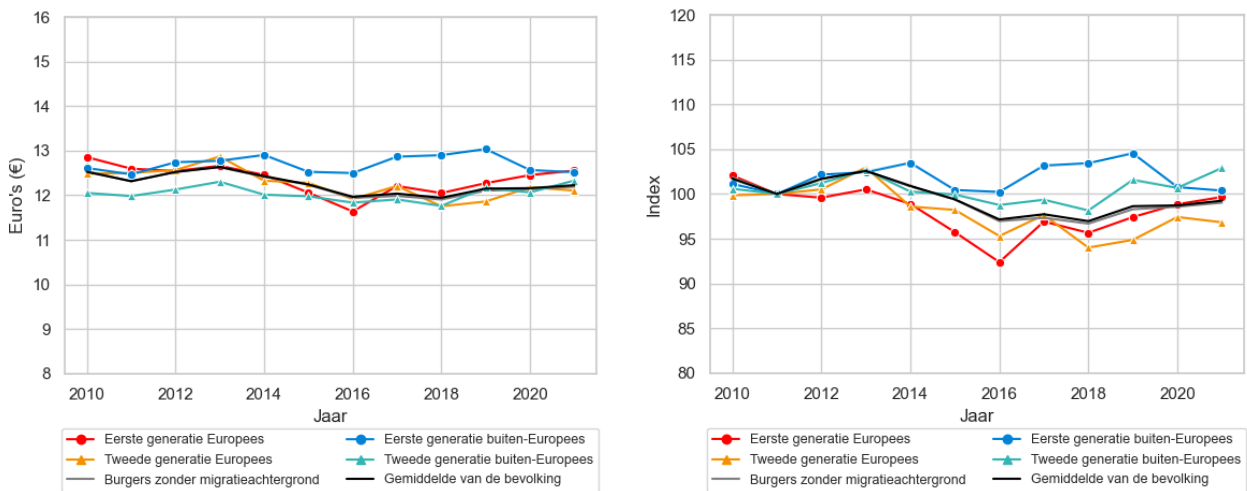 16
15
14
13
12
11
10
9
8
Euro's (€)
2010 2012 2014 2016 2018 2020
Jaar
Eerste generatie Europees
Eerste generatie buiten-Europees
Tweede generatie Europees
Tweede generatie buiten-Europees
Burgers zonder migratieachtergrond
Gemiddelde van de bevolking
120
115
110
105
100
95
90
85
80
Index
2010 2012 2014 2016 2018 2020
Jaar
Eerste generatie Europees
Eerste generatie buiten-Europees
Tweede generatie Europees
Tweede generatie buiten-Europees
Burgers zonder migratieachtergrond
Gemiddelde van de bevolking